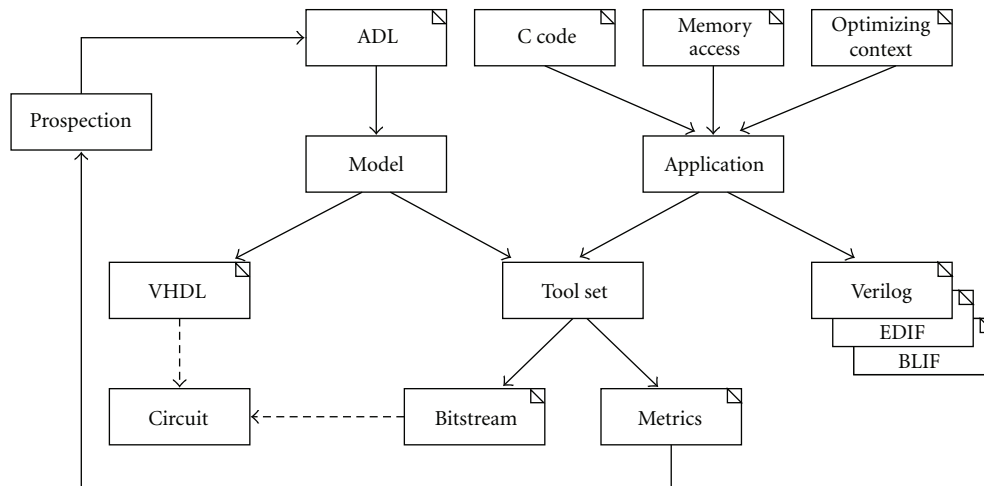 ADL
C code
Memory
access
Optimizing
context
Prospection
Model
Application
VHDL
Tool set
Verilog
EDIF
BLIF
Circuit
Bitstream
Metrics